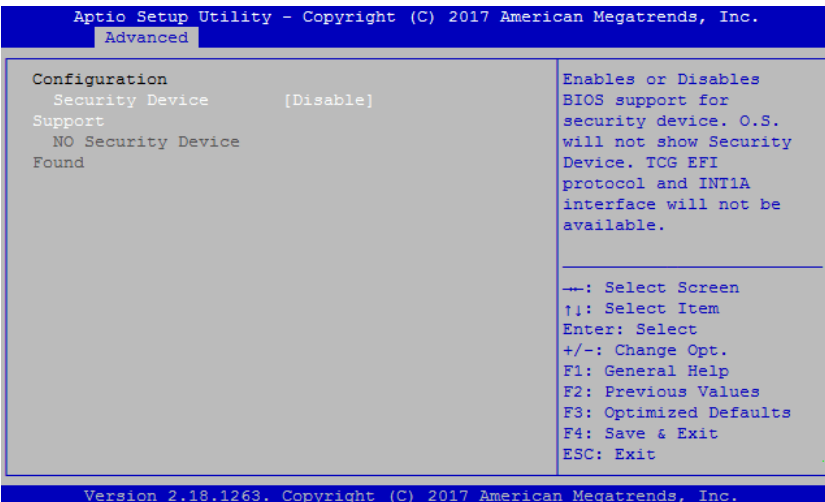 Aptio Setup Utility - Copyright (C) 2017 American Megatrends, Inc.
Advanced
Configuration
Security Device [Disable]
Support
NO Security Device
Found
Enables or Disables
BIOS support for
security device. O.S.
will not show Security
Device. TCG EFI
protocol and INT1A
interface will not be
available.
→←: Select Screen
↑↓: Select Item
Enter: Select
+/-: Change Opt.
F1: General Help
F2: Previous Values
F3: Optimized Defaults
F4: Save & Exit
ESC: Exit
Version 2.18.1263. Copyright (C) 2017 American Megatrends, Inc.